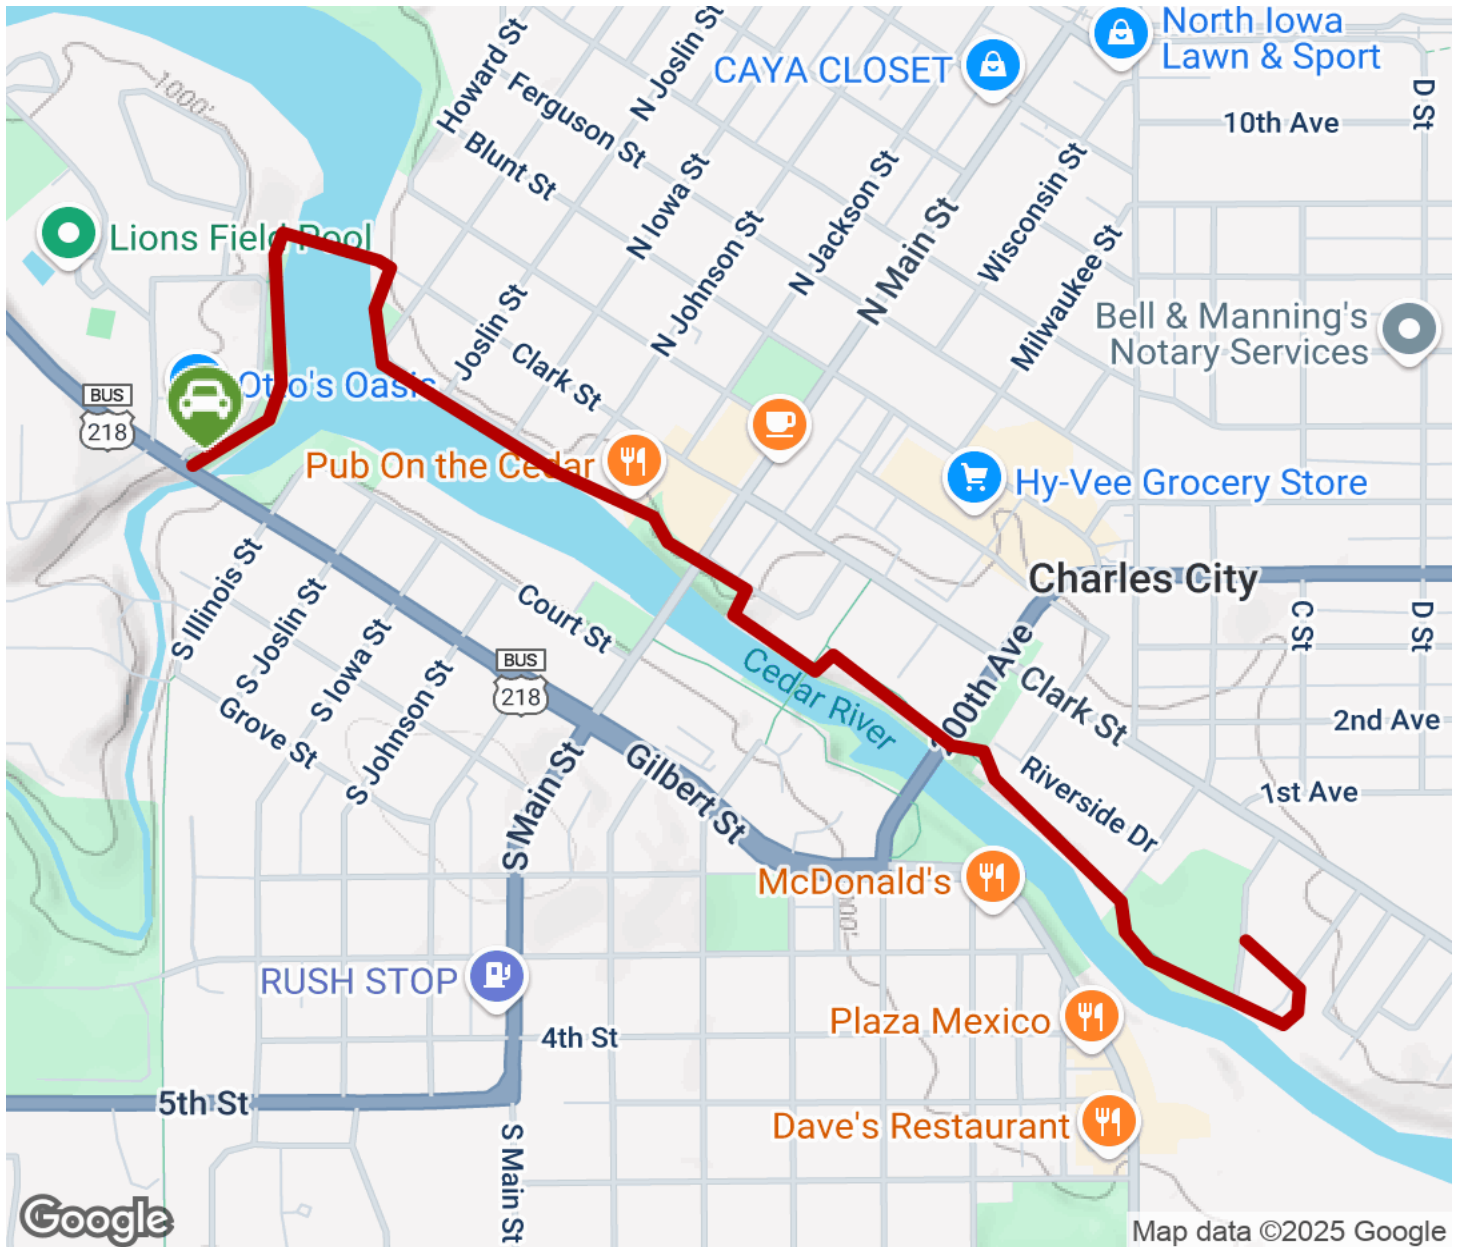 North Iowa
Lawn & Sport
CAYA CLOSET
D St
10th Ave
Howard St
N Joslin St
Ferguson St
Blunt St
1000'
N Iowa St
N Jackson St
Wisconsin St
N Main St
N Johnson St
Milwaukee St
Lions Field Pool
Joslin St
Bell & Manning's
Notary Services
Clark St
Otto's Oasis
BUS
218
Pub On the Cedar
Hy-Vee Grocery Store
Charles City
S Illinois St
S Joslin St
S Iowa St
S Johnson St
Grove St
Court St
BUS
218
Cedar River
200th Ave
Clark St
C St
D St
2nd Ave
1st Ave
Riverside Dr
Gilbert St
S Main St
McDonald's
RUSH STOP
Plaza Mexico
4th St
5th St
Dave's Restaurant
S Main St
Google
Map data ©2025 Google